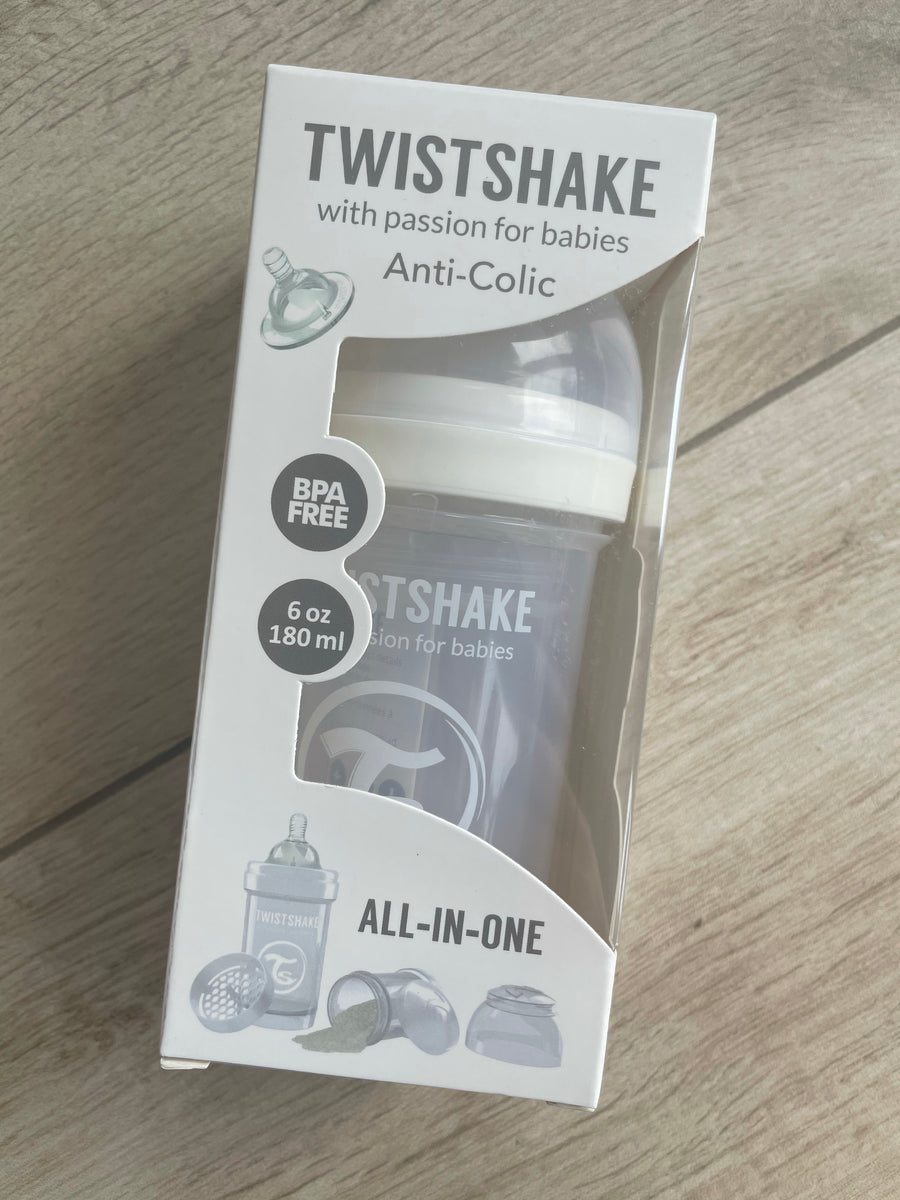 TWISTSHAKE
with passion for babies
Anti-Colic
BPA
FREE
6 oz
180 ml
STSHAKE
sion for babies
TWISTSHAKE
ALL-IN-ONE